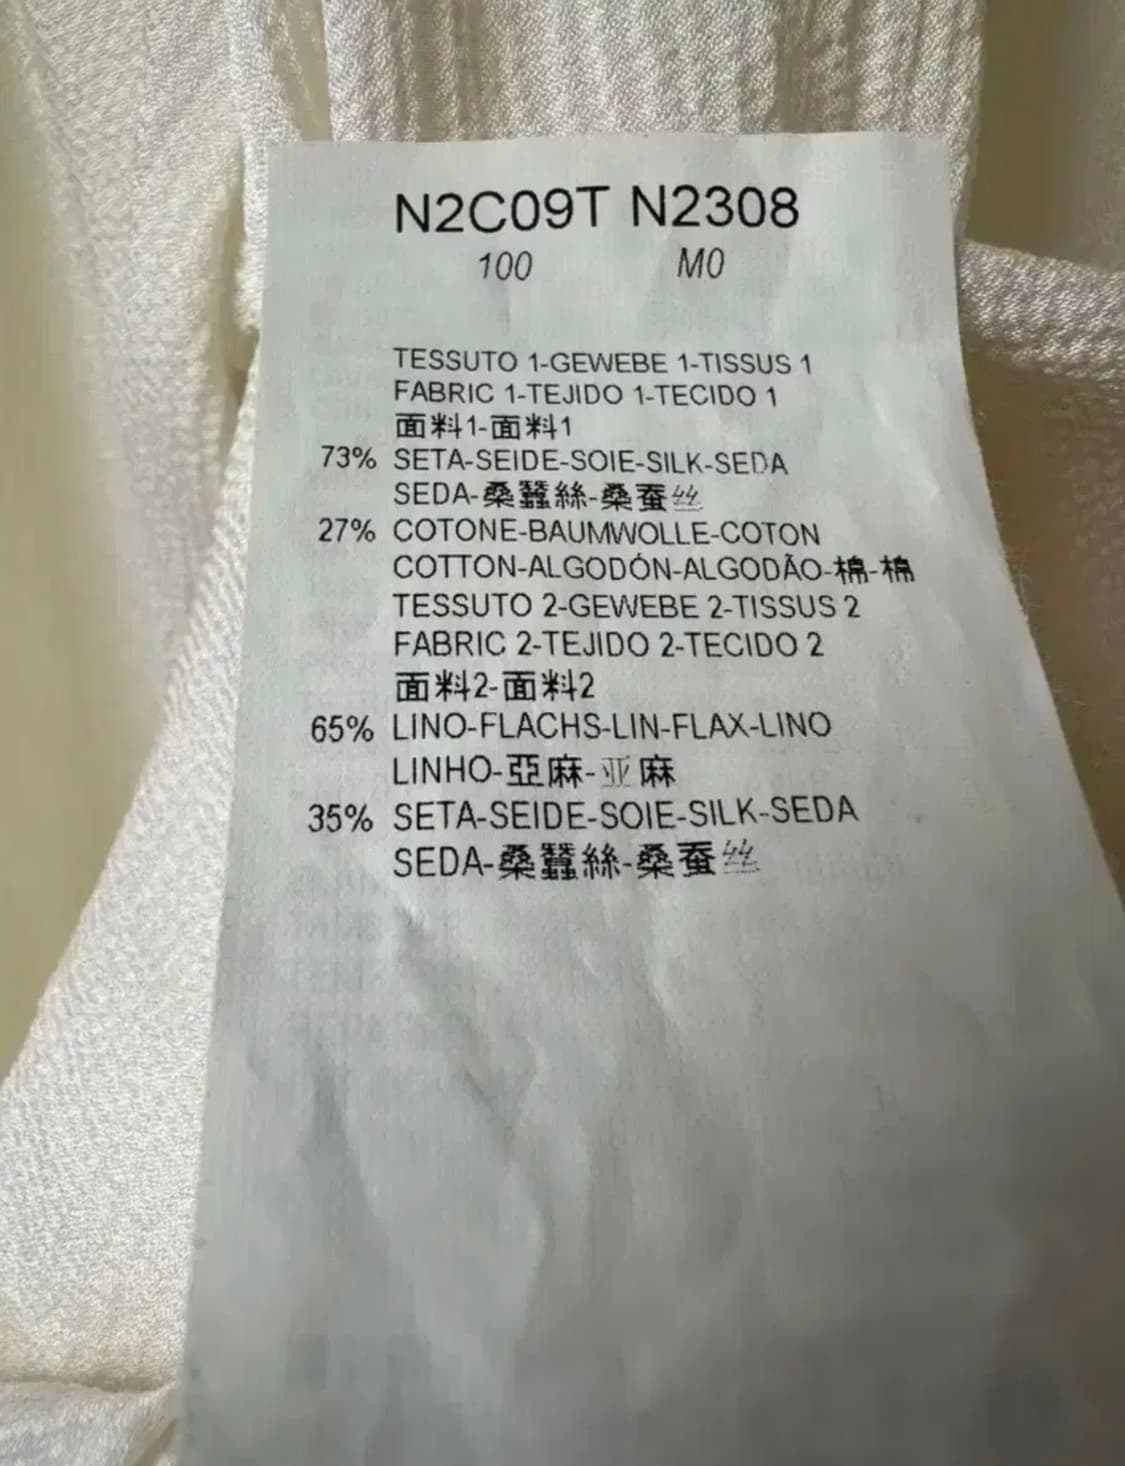 N2C09T N2308
100 M0
TESSUTO 1-GEWEBE 1-TISSUS 1
FABRIC 1-TEJIDO 1-TECIDO 1
面料1-面料1
73% SETA-SEIDE-SOIE-SILK-SEDA
SEDA-桑蠶絲-桑蚕丝
27% COTONE-BAUMWOLLE-COTON
COTTON-ALGODÓN-ALGODÃO-棉-棉
TESSUTO 2-GEWEBE 2-TISSUS 2
FABRIC 2-TEJIDO 2-TECIDO 2
面料2-面料2
65% LINO-FLACHS-LIN-FLAX-LINO
LINHO-亞麻-亚麻
35% SETA-SEIDE-SOIE-SILK-SEDA
SEDA-桑蠶絲-桑蚕丝